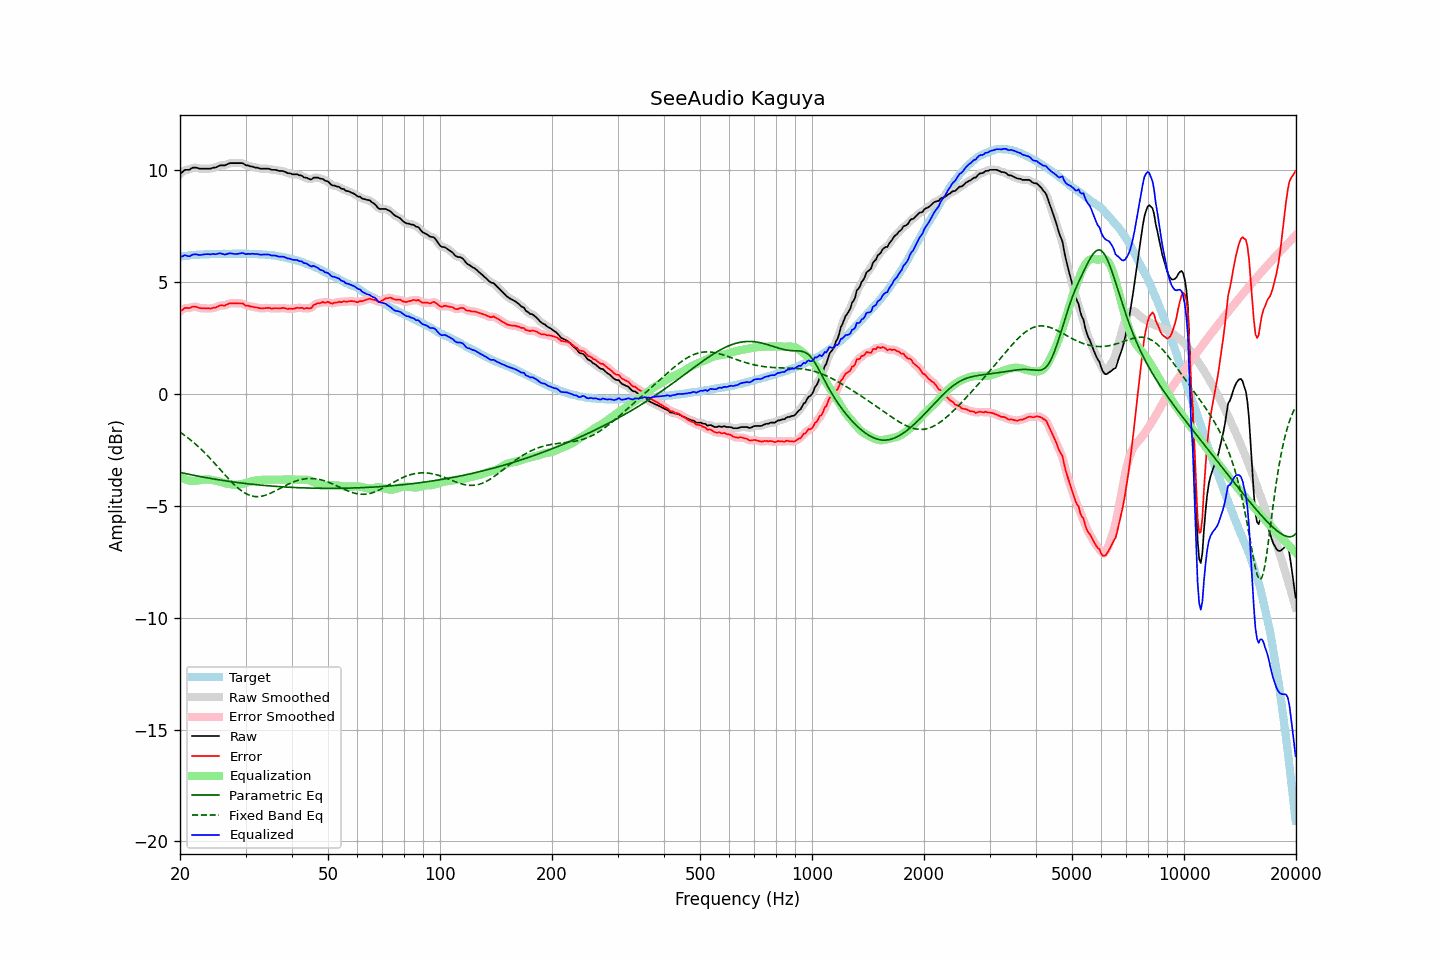 SeeAudio Kaguya
Amplitude (dBr)
10
5
0
−5
−10
−15
−20
Target
Raw Smoothed
Error Smoothed
Raw
Error
Equalization
Parametric Eq
Fixed Band Eq
Equalized
20 50 100 200 500 1000 2000 5000 10000 20000
Frequency (Hz)